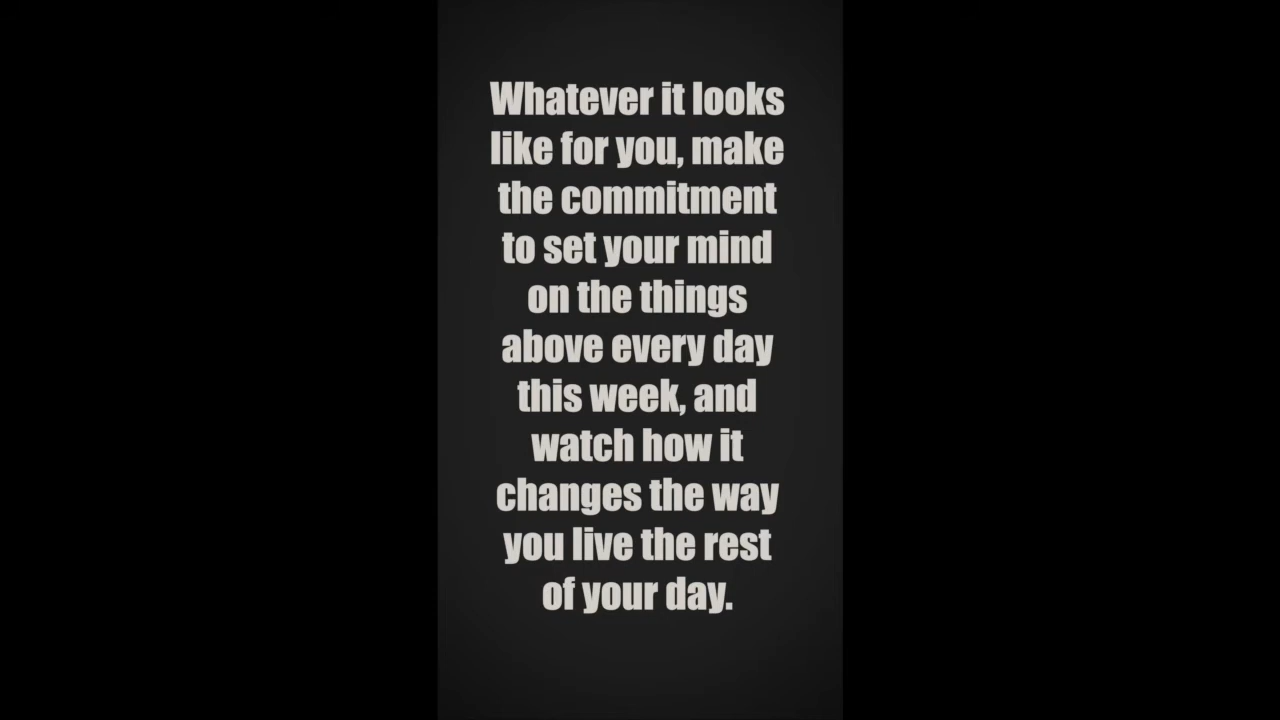 Whatever it looks
like for you, make
the commitment
to set your mind
on the things
above every day
this week, and
watch how it
changes the way
you live the rest
of your day.